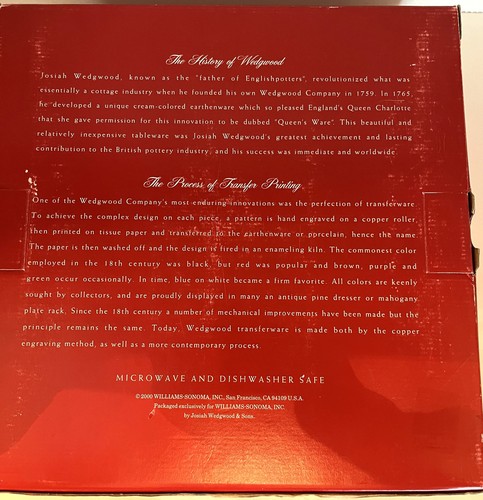 The History of Wedgwood
Josiah Wedgwood, known as the "father of Englishpotters", revolutionized what was
essentially a cottage industry when he founded his own Wedgwood Company in 1759. In 1765,
he developed a unique cream-colored earthenware which so pleased England's Queen Charlotte
that she gave permission for this innovation to be dubbed "Queen's Ware". This beautiful and
relatively inexpensive tableware was Josiah Wedgwood's greatest achievement and lasting
contribution to the British pottery industry, and his success was immediate and worldwide.
The Process of Transfer Printing
One of the Wedgwood Company's most enduring innovations was the perfection of transferware.
To achieve the complex design on each piece, a pattern is hand engraved on a copper roller,
then printed on tissue paper and transferred to the earthenware or porcelain, hence the name.
The paper is then washed off and the design is fired in an enameling kiln. The commonest color
employed in the 18th century was black, but red was popular and brown, purple and
green occur occasionally. In time, blue on white became a firm favorite. All colors are keenly
sought by collectors, and are proudly displayed in many an antique pine dresser or mahogany
plate rack. Since the 18th century a number of mechanical improvements have been made but the
principle remains the same. Today, Wedgwood transferware is made both by the copper
engraving method, as well as a more contemporary process.
MICROWAVE AND DISHWASHER SAFE
© 2000 WILLIAMS-SONOMA, INC., San Francisco, CA 94109 U.S.A.
Packaged exclusively for WILLIAMS-SONOMA, INC.
by Josiah Wedgwood & Sons.